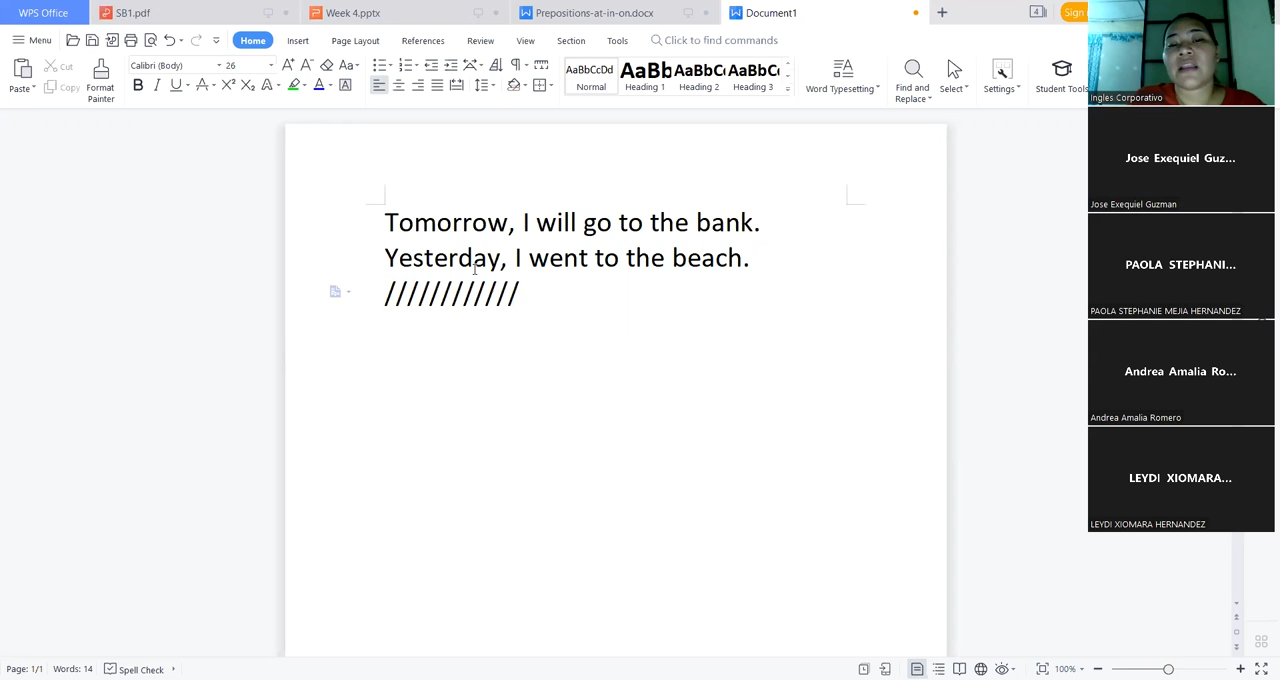 WPS Office SB1.pdf Week 4.pptx Prepositions-at-in-on.docx Document1 4 Sign
Menu Home Insert Page Layout References Review View Section Tools Click to find commands
Paste Cut Copy Format Painter Calibri (Body) 26 AaBbCcDd Normal AaBb Heading 1 AaBbC Heading 2 AaBbC Heading 3 Word Typesetting Find and Replace Select Settings Student Tools
Tomorrow, I will go to the bank.
Yesterday, I went to the beach.
////////////
Ingles Corporativo
Jose Exequiel Guz...
Jose Exequiel Guzman
PAOLA STEPHANI...
PAOLA STEPHANIE MEJIA HERNANDEZ
Andrea Amalia Ro...
Andrea Amalia Romero
LEYDI XIOMARA...
LEYDI XIOMARA HERNANDEZ
Page: 1/1 Words: 14 Spell Check 100%